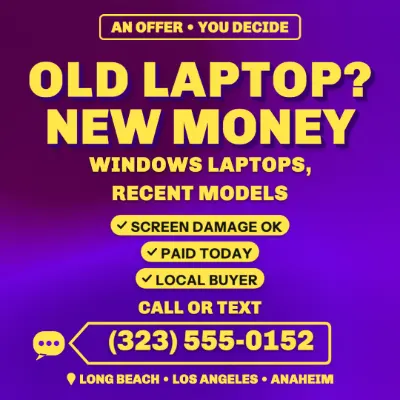 AN OFFER • YOU DECIDE
OLD LAPTOP?
NEW MONEY
WINDOWS LAPTOPS,
RECENT MODELS
SCREEN DAMAGE OK
PAID TODAY
LOCAL BUYER
CALL OR TEXT
(323) 555-0152
LONG BEACH • LOS ANGELES • ANAHEIM